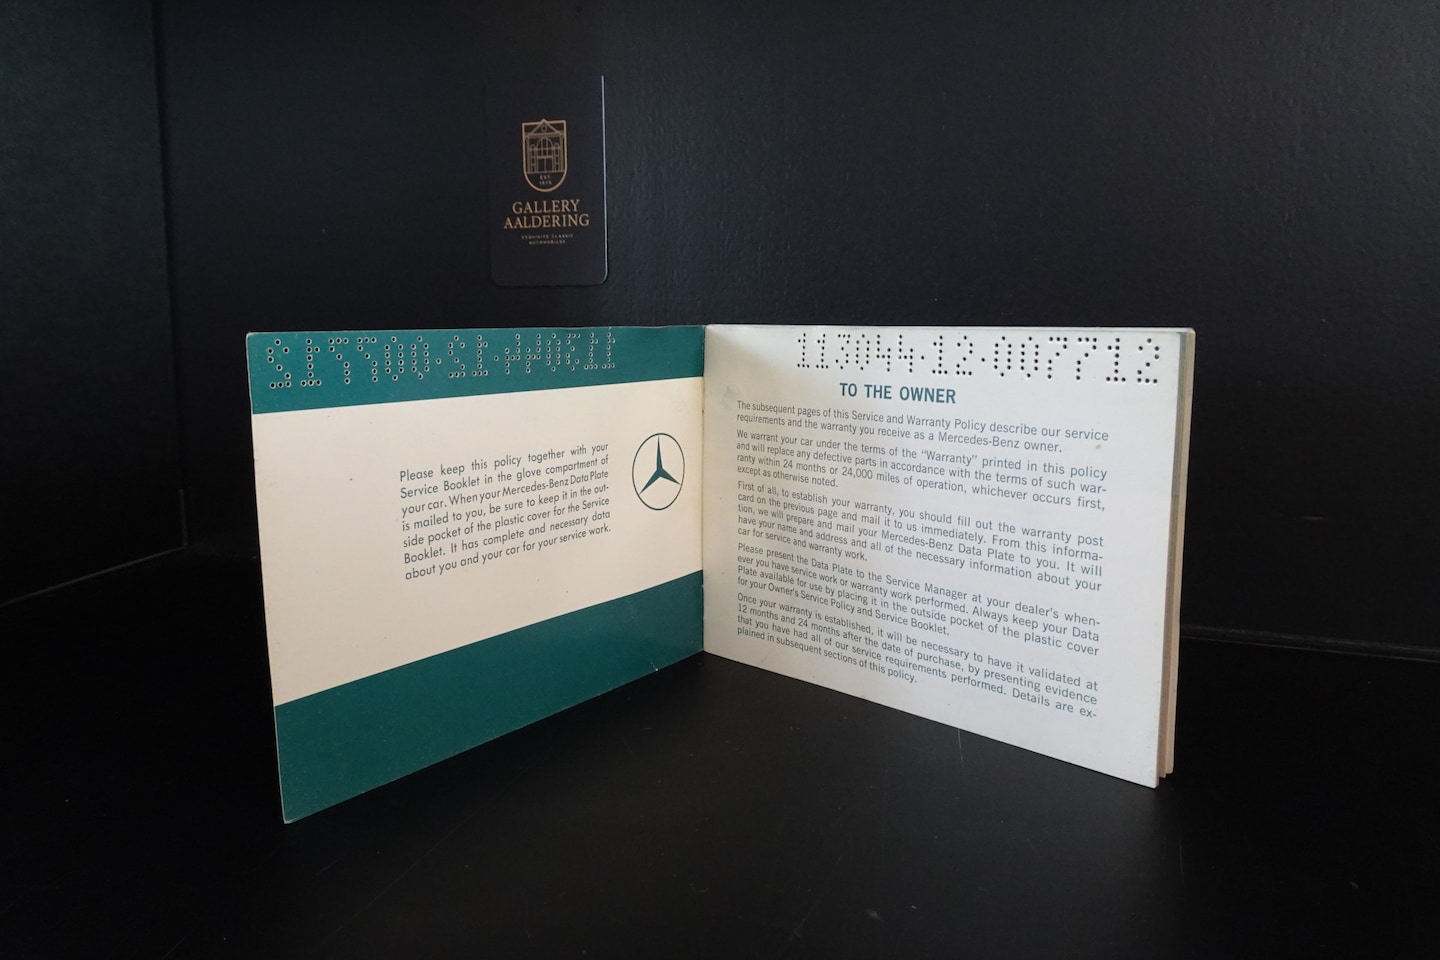 EST
1975
GALLERY
AALDERING
EXQUISITE CLASSIC
AUTOMOBILES
113044·12·007712
Please keep this policy together with your
Service Booklet in the glove compartment of
your car. When your Mercedes-Benz Data Plate
is mailed to you, be sure to keep it in the out-
side pocket of the plastic cover for the Service
Booklet. It has complete and necessary data
about you and your car for your service work.
113044·12·007712
TO THE OWNER
The subsequent pages of this Service and Warranty Policy describe our service
requirements and the warranty you receive as a Mercedes-Benz owner.
We warrant your car under the terms of the "Warranty" printed in this policy
and will replace any defective parts in accordance with the terms of such war-
ranty within 24 months or 24,000 miles of operation, whichever occurs first,
except as otherwise noted.
First of all, to establish your warranty, you should fill out the warranty post
card on the previous page and mail it to us immediately. From this informa-
tion, we will prepare and mail your Mercedes-Benz Data Plate to you. It will
have your name and address and all of the necessary information about your
car for service and warranty work.
Please present the Data Plate to the Service Manager at your dealer's when-
ever you have service work or warranty work performed. Always keep your Data
Plate available for use by placing it in the outside pocket of the plastic cover
for your Owner's Service Policy and Service Booklet.
Once your warranty is established, it will be necessary to have it validated at
12 months and 24 months after the date of purchase, by presenting evidence
that you have had all of our service requirements performed. Details are ex-
plained in subsequent sections of this policy.